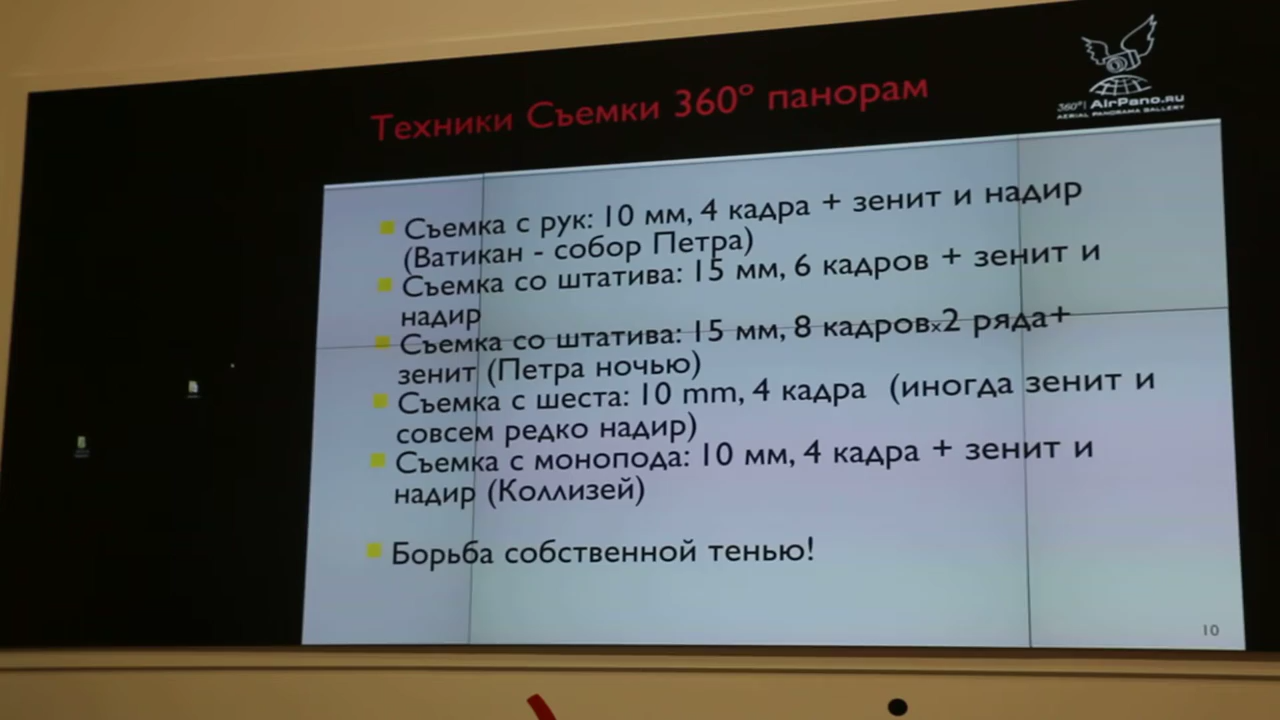 360° | AirPano.ru
AERIAL PANORAMA GALLERY
Техники Съемки 360° панорам
Съемка с рук: 10 мм, 4 кадра + зенит и надир
(Ватикан - собор Петра)
Съемка со штатива: 15 мм, 6 кадров + зенит и
надир
Съемка со штатива: 15 мм, 8 кадровx2 ряда+
зенит (Петра ночью)
Съемка с шеста: 10 mm, 4 кадра (иногда зенит и
совсем редко надир)
Съемка с монопода: 10 мм, 4 кадра + зенит и
надир (Коллизей)
Борьба собственной тенью!
10